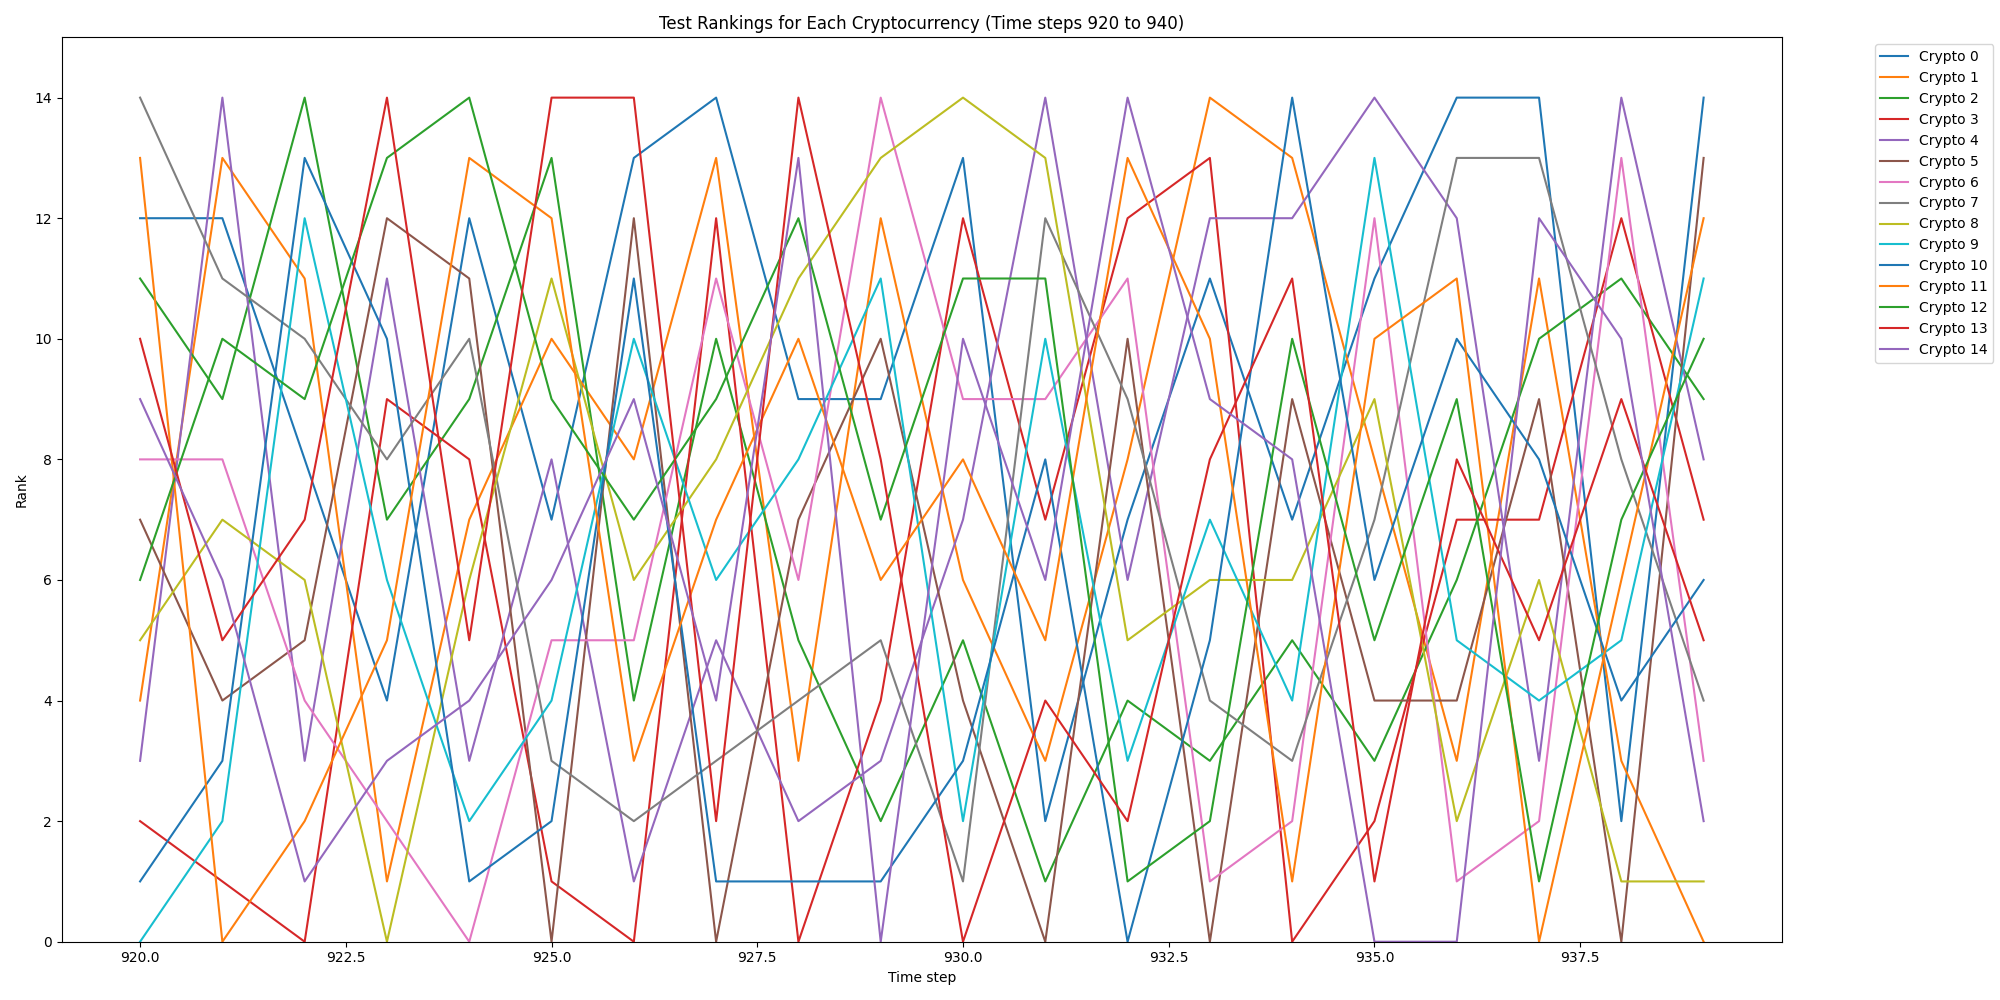 Test Rankings for Each Cryptocurrency (Time steps 920 to 940)
Rank
14
12
10
8
6
4
2
0
920.0
922.5
925.0
927.5
930.0
932.5
935.0
937.5
Time step
Crypto 0
Crypto 1
Crypto 2
Crypto 3
Crypto 4
Crypto 5
Crypto 6
Crypto 7
Crypto 8
Crypto 9
Crypto 10
Crypto 11
Crypto 12
Crypto 13
Crypto 14